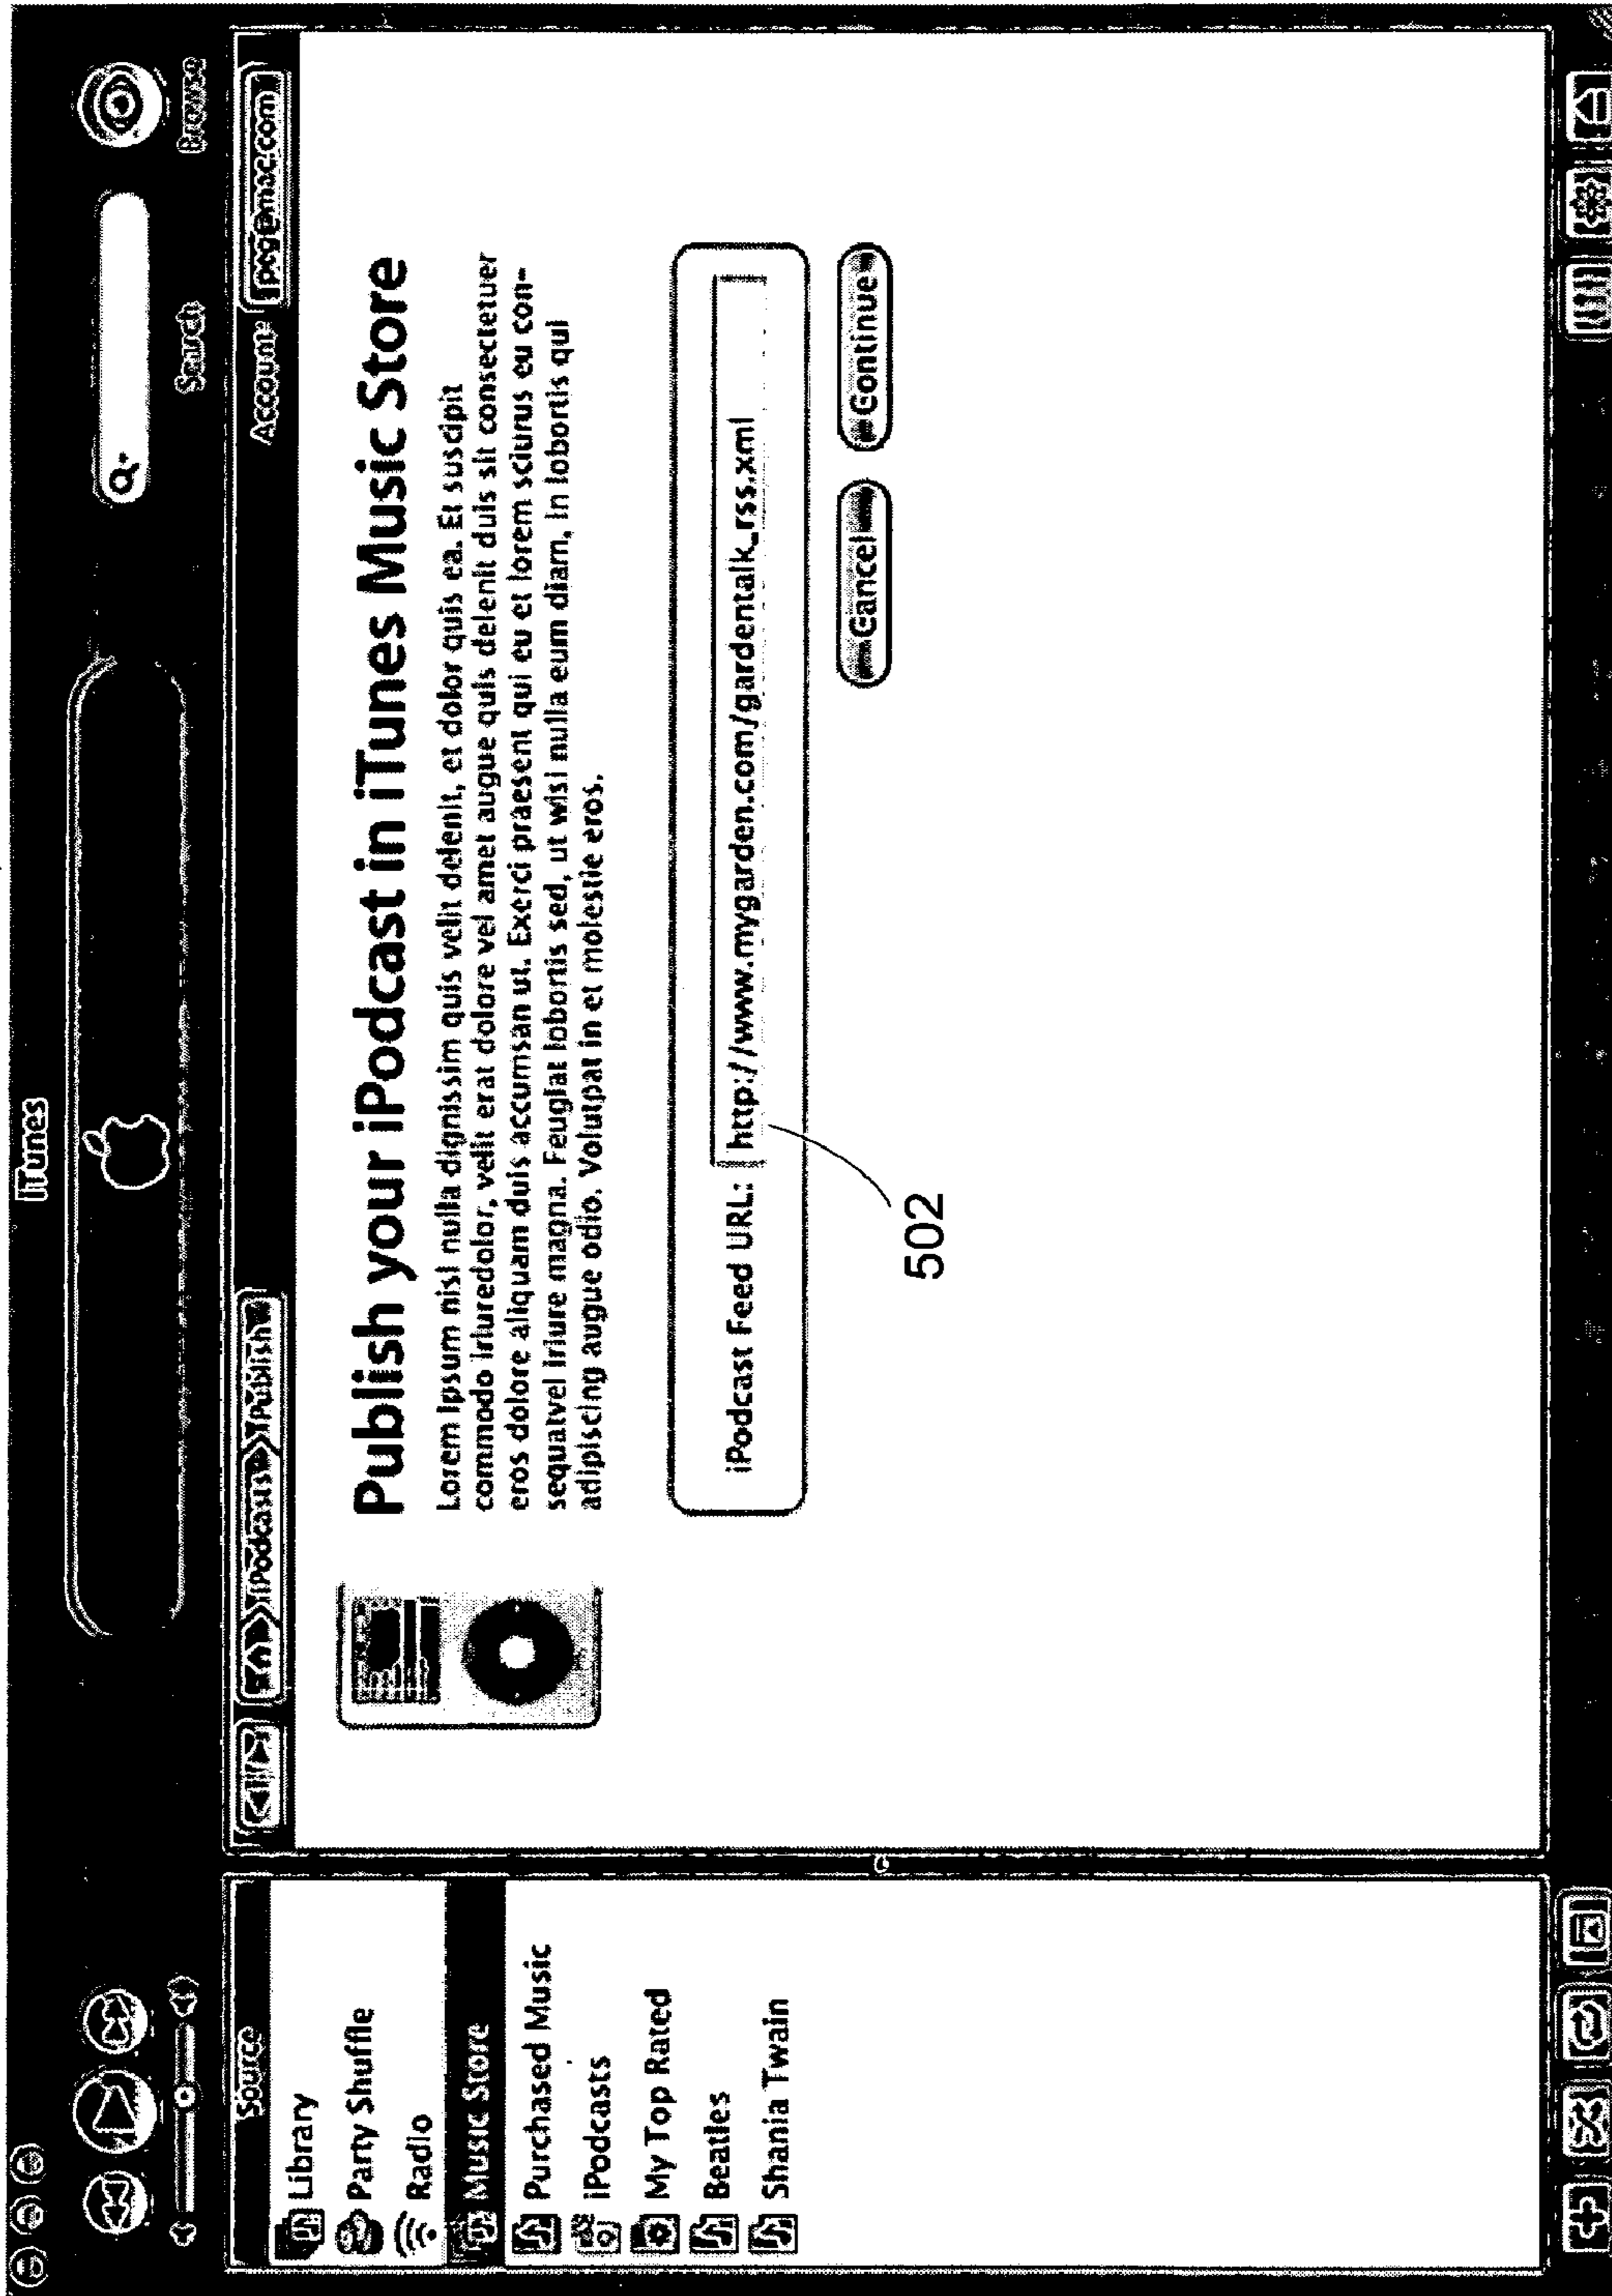 iTunes
Search
Browse
Source
Library
Party Shuffle
Radio
Music Store
Purchased Music
iPodcasts
My Top Rated
Beatles
Shania Twain
iPodcasts
Publish
Account:
Publish your iPodcast in iTunes Music Store
Lorem ipsum nisl nulla dignissim quis velit delenit, et dolor quis ea. Et suscipit
commodo iriuredolor, velit erat dolore vel amet augue quis delenit duis sit consectetuer
eros dolore aliquam duis accumsan ut. Exerci praesent qui eu et lorem sciurus eu con-
sequatvel iriure magna. Feugiat lobortis sed, ut wisi nulla eum diam, in lobortis qui
adipiscing augue odio. Volutpat in et molestie eros.
iPodcast Feed URL: http://www.mygarden.com/gardentalk_rss.xml
Cancel
Continue
502